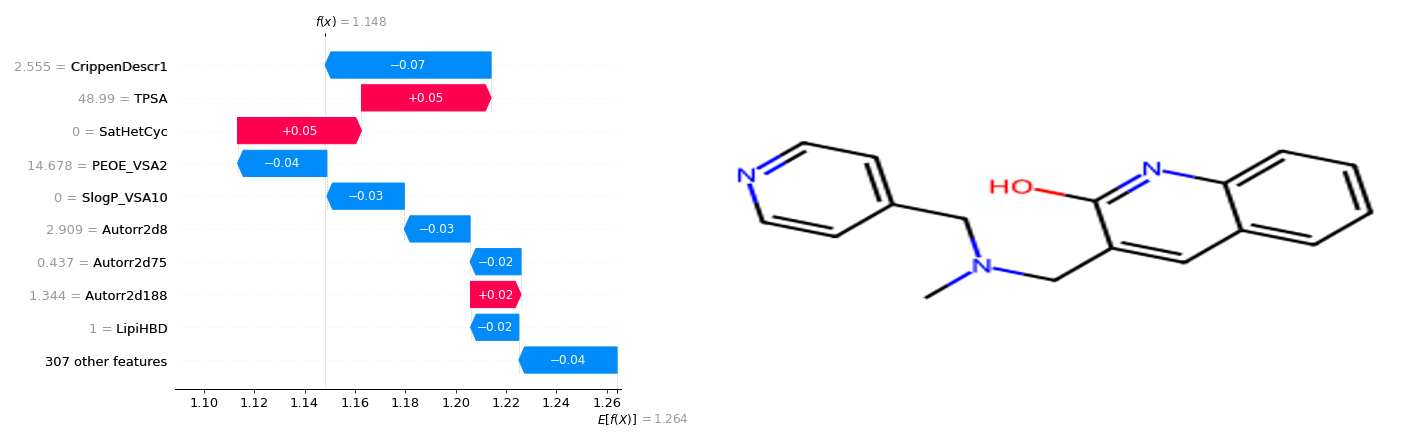 f(x) = 1.148
2.555 = CrippenDescr1
−0.07
48.99 = TPSA
+0.05
0 = SatHetCyc
+0.05
14.678 = PEOE_VSA2
−0.04
0 = SlogP_VSA10
−0.03
2.909 = Autorr2d8
−0.03
0.437 = Autorr2d75
−0.02
1.344 = Autorr2d188
+0.02
1 = LipiHBD
−0.02
307 other features
−0.04
1.10 1.12 1.14 1.16 1.18 1.20 1.22 1.24 1.26
E[f(X)] = 1.264
N
HO
N
N